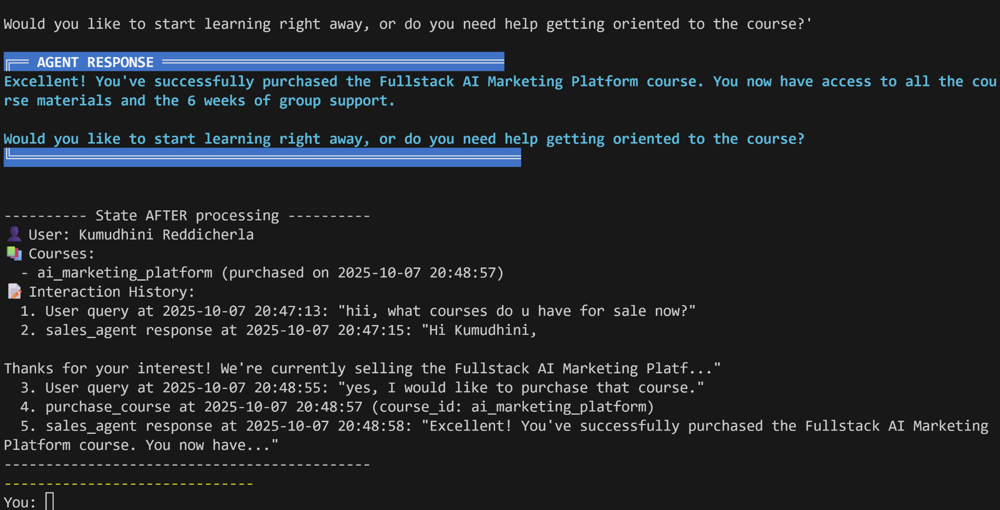 Would you like to start learning right away, or do you need help getting oriented to the course?'
╔══ AGENT RESPONSE ═════════════════════════════════════════
Excellent! You've successfully purchased the Fullstack AI Marketing Platform course. You now have access to all the cou
rse materials and the 6 weeks of group support.
Would you like to start learning right away, or do you need help getting oriented to the course?
╚═════════════════════════════════════════════════════════════
---------- State AFTER processing ----------
👤 User: Kumudhini Reddicherla
📚 Courses:
  - ai_marketing_platform (purchased on 2025-10-07 20:48:57)
📝 Interaction History:
  1. User query at 2025-10-07 20:47:13: "hii, what courses do u have for sale now?"
  2. sales_agent response at 2025-10-07 20:47:15: "Hi Kumudhini,
Thanks for your interest! We're currently selling the Fullstack AI Marketing Platf..."
  3. User query at 2025-10-07 20:48:55: "yes, I would like to purchase that course."
  4. purchase_course at 2025-10-07 20:48:57 (course_id: ai_marketing_platform)
  5. sales_agent response at 2025-10-07 20:48:58: "Excellent! You've successfully purchased the Fullstack AI Marketing
Platform course. You now have..."
--------------------------------------------
------------------------------
You: